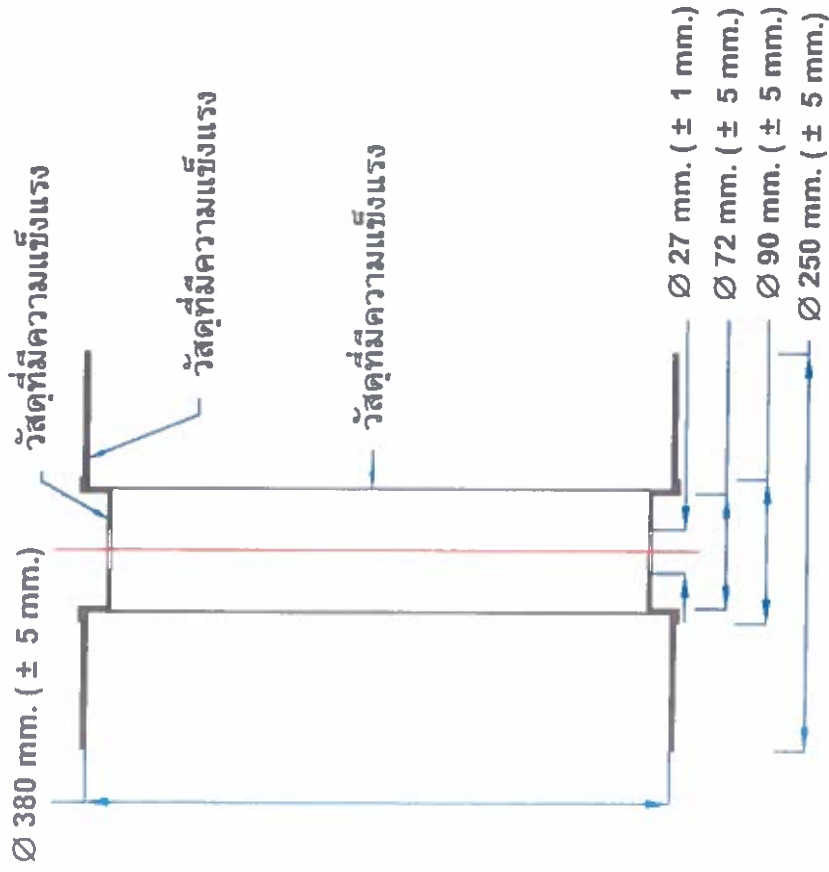 Ø 380 mm. ( ± 5 mm.)
วัสดุที่มีความแข็งแรง
วัสดุที่มีความแข็งแรง
วัสดุที่มีความแข็งแรง
Ø 27 mm. ( ± 1 mm.)
Ø 72 mm. ( ± 5 mm.)
Ø 90 mm. ( ± 5 mm.)
Ø 250 mm. ( ± 5 mm.)